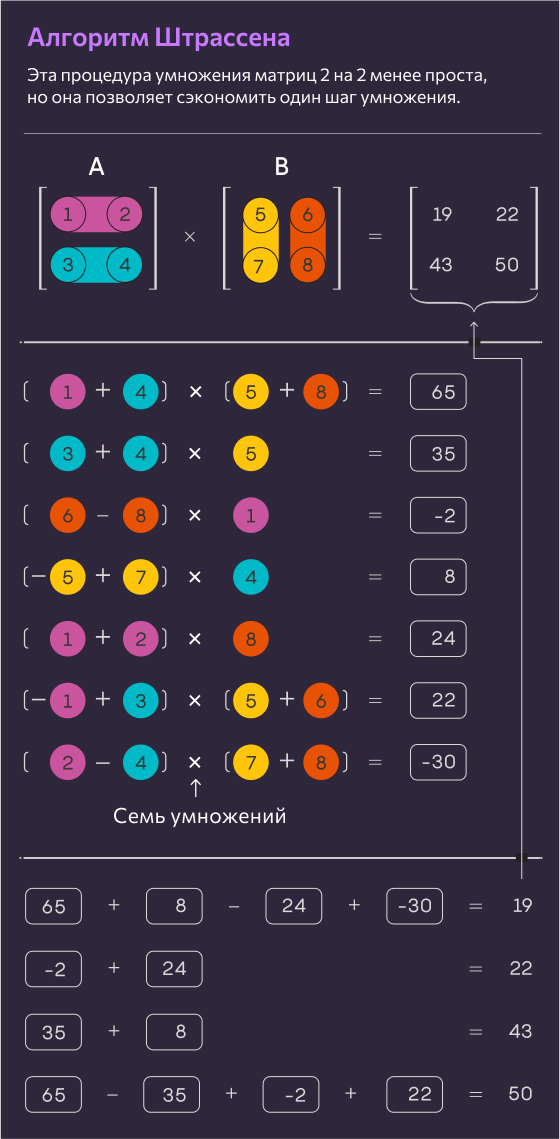 Алгоритм Штрассена
Эта процедура умножения матриц 2 на 2 менее проста,
но она позволяет сэкономить один шаг умножения.
A B
1 2 5 6 19 22
× =
3 4 7 8 43 50
( 1 + 4 ) × ( 5 + 8 ) = 65
( 3 + 4 ) × 5 = 35
( 6 – 8 ) × 1 = -2
(– 5 + 7 ) × 4 = 8
( 1 + 2 ) × 8 = 24
(– 1 + 3 ) × ( 5 + 6 ) = 22
( 2 – 4 ) × ( 7 + 8 ) = -30
Семь умножений
65 + 8 – 24 + -30 = 19
-2 + 24 = 22
35 + 8 = 43
65 – 35 + -2 + 22 = 50